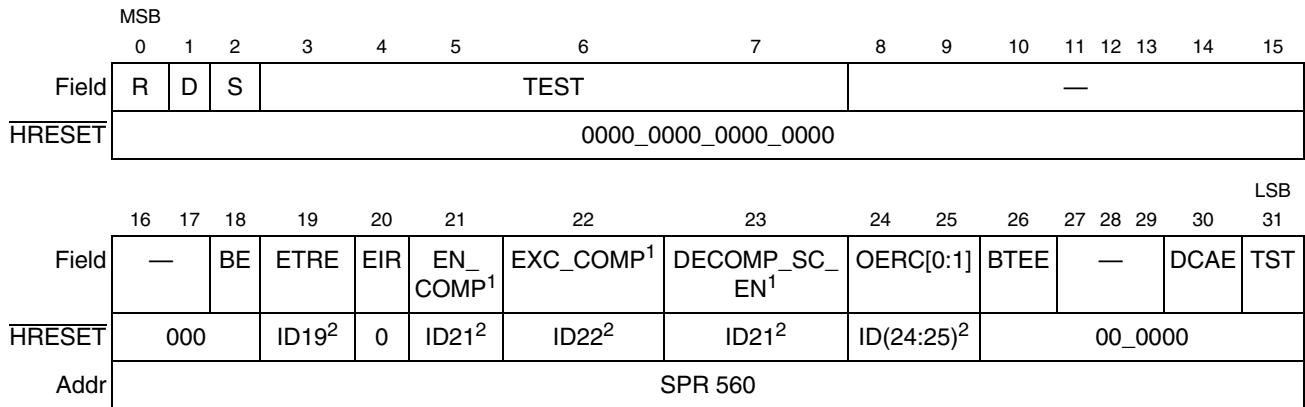 MSB
0 1 2 3 4 5 6 7 8 9 10 11 12 13 14 15
Field R D S TEST —
HRESET 0000_0000_0000_0000
LSB
16 17 18 19 20 21 22 23 24 25 26 27 28 29 30 31
Field — BE ETRE EIR EN_ EXC_COMP1 DECOMP_SC_ OERC[0:1] BTEE — DCAE TST
COMP1 EN1
HRESET 000 ID192 0 ID212 ID222 ID212 ID(24:25)2 00_0000
Addr SPR 560